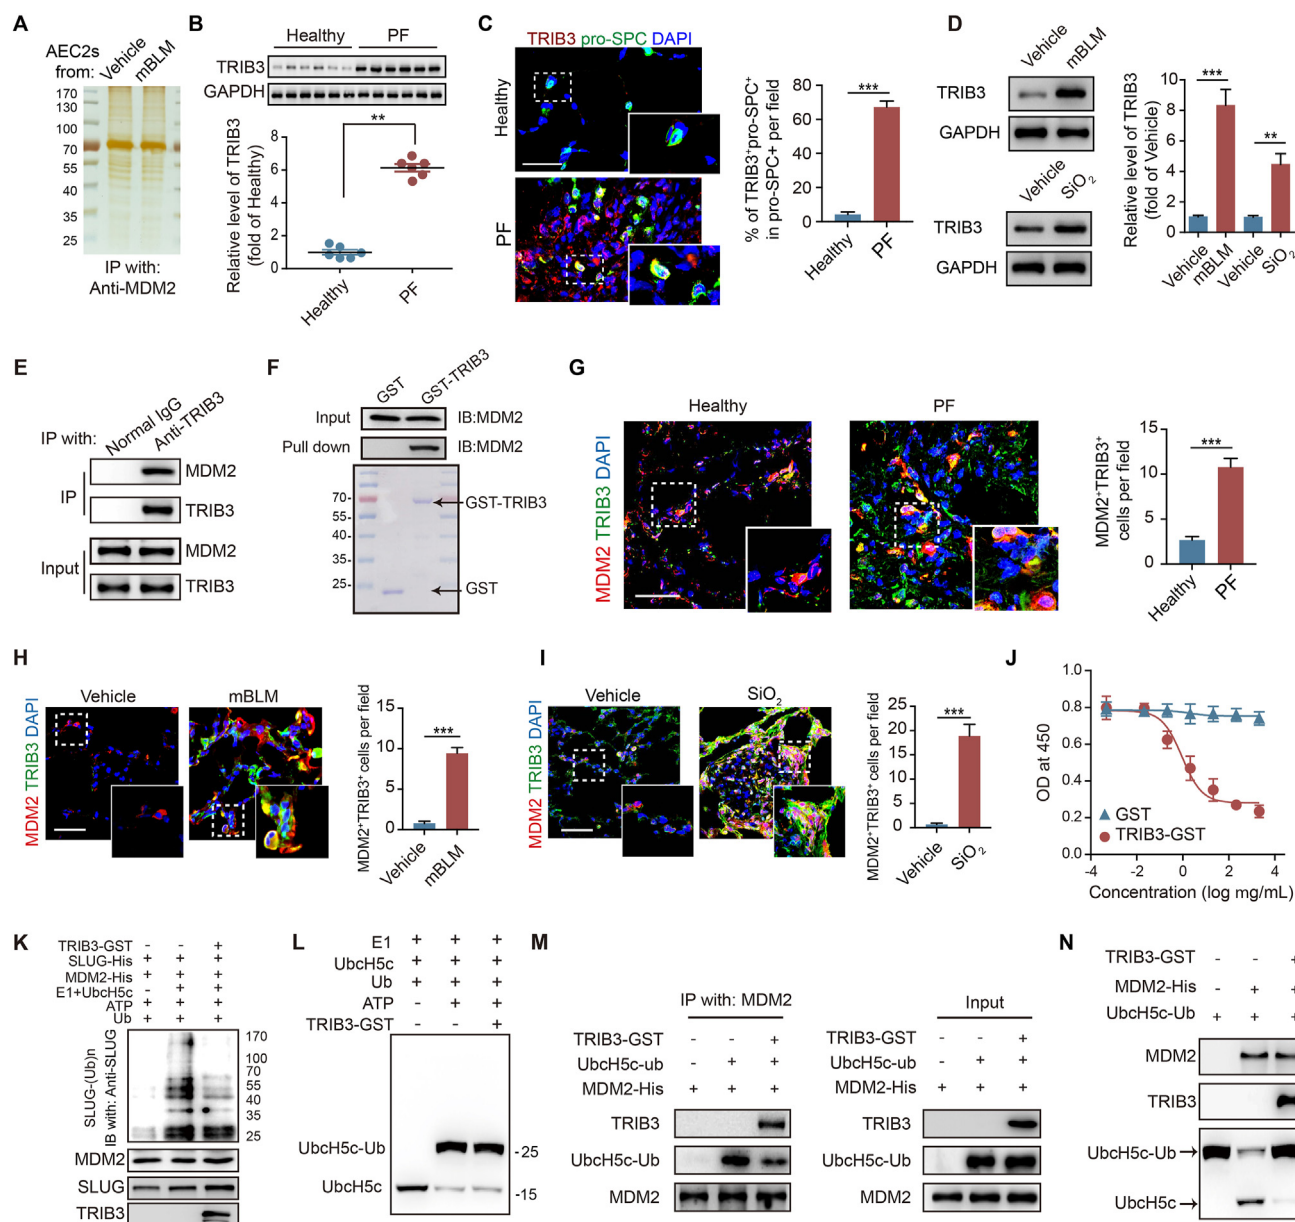 A
AEC2s
from:
Vehicle
mBLM
170
130
100
70
55
40
35
25
IP with:
Anti-MDM2
B
Healthy PF
TRIB3
GAPDH
Relative level of TRIB3
(fold of Healthy)
**
8
6
4
2
0
Healthy
PF
C
TRIB3 pro-SPC DAPI
Healthy
PF
% of TRIB3⁺pro-SPC⁺
in pro-SPC+ per field
***
80
60
40
20
0
Healthy
PF
D
Vehicle
mBLM
TRIB3
GAPDH
Vehicle
SiO₂
TRIB3
GAPDH
Relative level of TRIB3
(fold of Vehicle)
***
**
10
8
6
4
2
0
Vehicle
mBLM
Vehicle
SiO₂
E
IP with:
Normal IgG
Anti-TRIB3
IP
MDM2
TRIB3
Input
MDM2
TRIB3
F
GST
GST-TRIB3
Input IB:MDM2
Pull down IB:MDM2
70-
55-
40-
35-
25-
GST-TRIB3
GST
G
Healthy PF
MDM2 TRIB3 DAPI
MDM2⁺TRIB3⁺
cells per field
***
15
10
5
0
Healthy
PF
H
Vehicle mBLM
MDM2 TRIB3 DAPI
MDM2⁺TRIB3⁺ cells per field
***
15
10
5
0
Vehicle
mBLM
I
Vehicle SiO₂
MDM2 TRIB3 DAPI
MDM2⁺TRIB3⁺ cells per field
***
25
20
15
10
5
0
Vehicle
SiO₂
J
OD at 450
0.8
0.6
0.4
0.2
0.0
1.0
GST
TRIB3-GST
-4 -2 0 2 4
Concentration (log mg/mL)
K
TRIB3-GST - - +
SLUG-His + + +
MDM2-His + + +
E1+UbcH5c - + +
ATP + + +
Ub + + +
SLUG-(Ub)n
IB with: Anti-SLUG
170
100
70
55
40
35
25
MDM2
SLUG
TRIB3
L
E1 + + +
UbcH5c + + +
Ub + + +
ATP - + +
TRIB3-GST - - +
UbcH5c-Ub -25
UbcH5c -15
M
IP with: MDM2
TRIB3-GST - - +
UbcH5c-ub - + +
MDM2-His + + +
TRIB3
UbcH5c-Ub
MDM2
Input
TRIB3-GST - - +
UbcH5c-ub - + +
MDM2-His + + +
TRIB3
UbcH5c-Ub
MDM2
N
TRIB3-GST - - +
MDM2-His - + +
UbcH5c-Ub + + +
MDM2
TRIB3
UbcH5c-Ub
UbcH5c